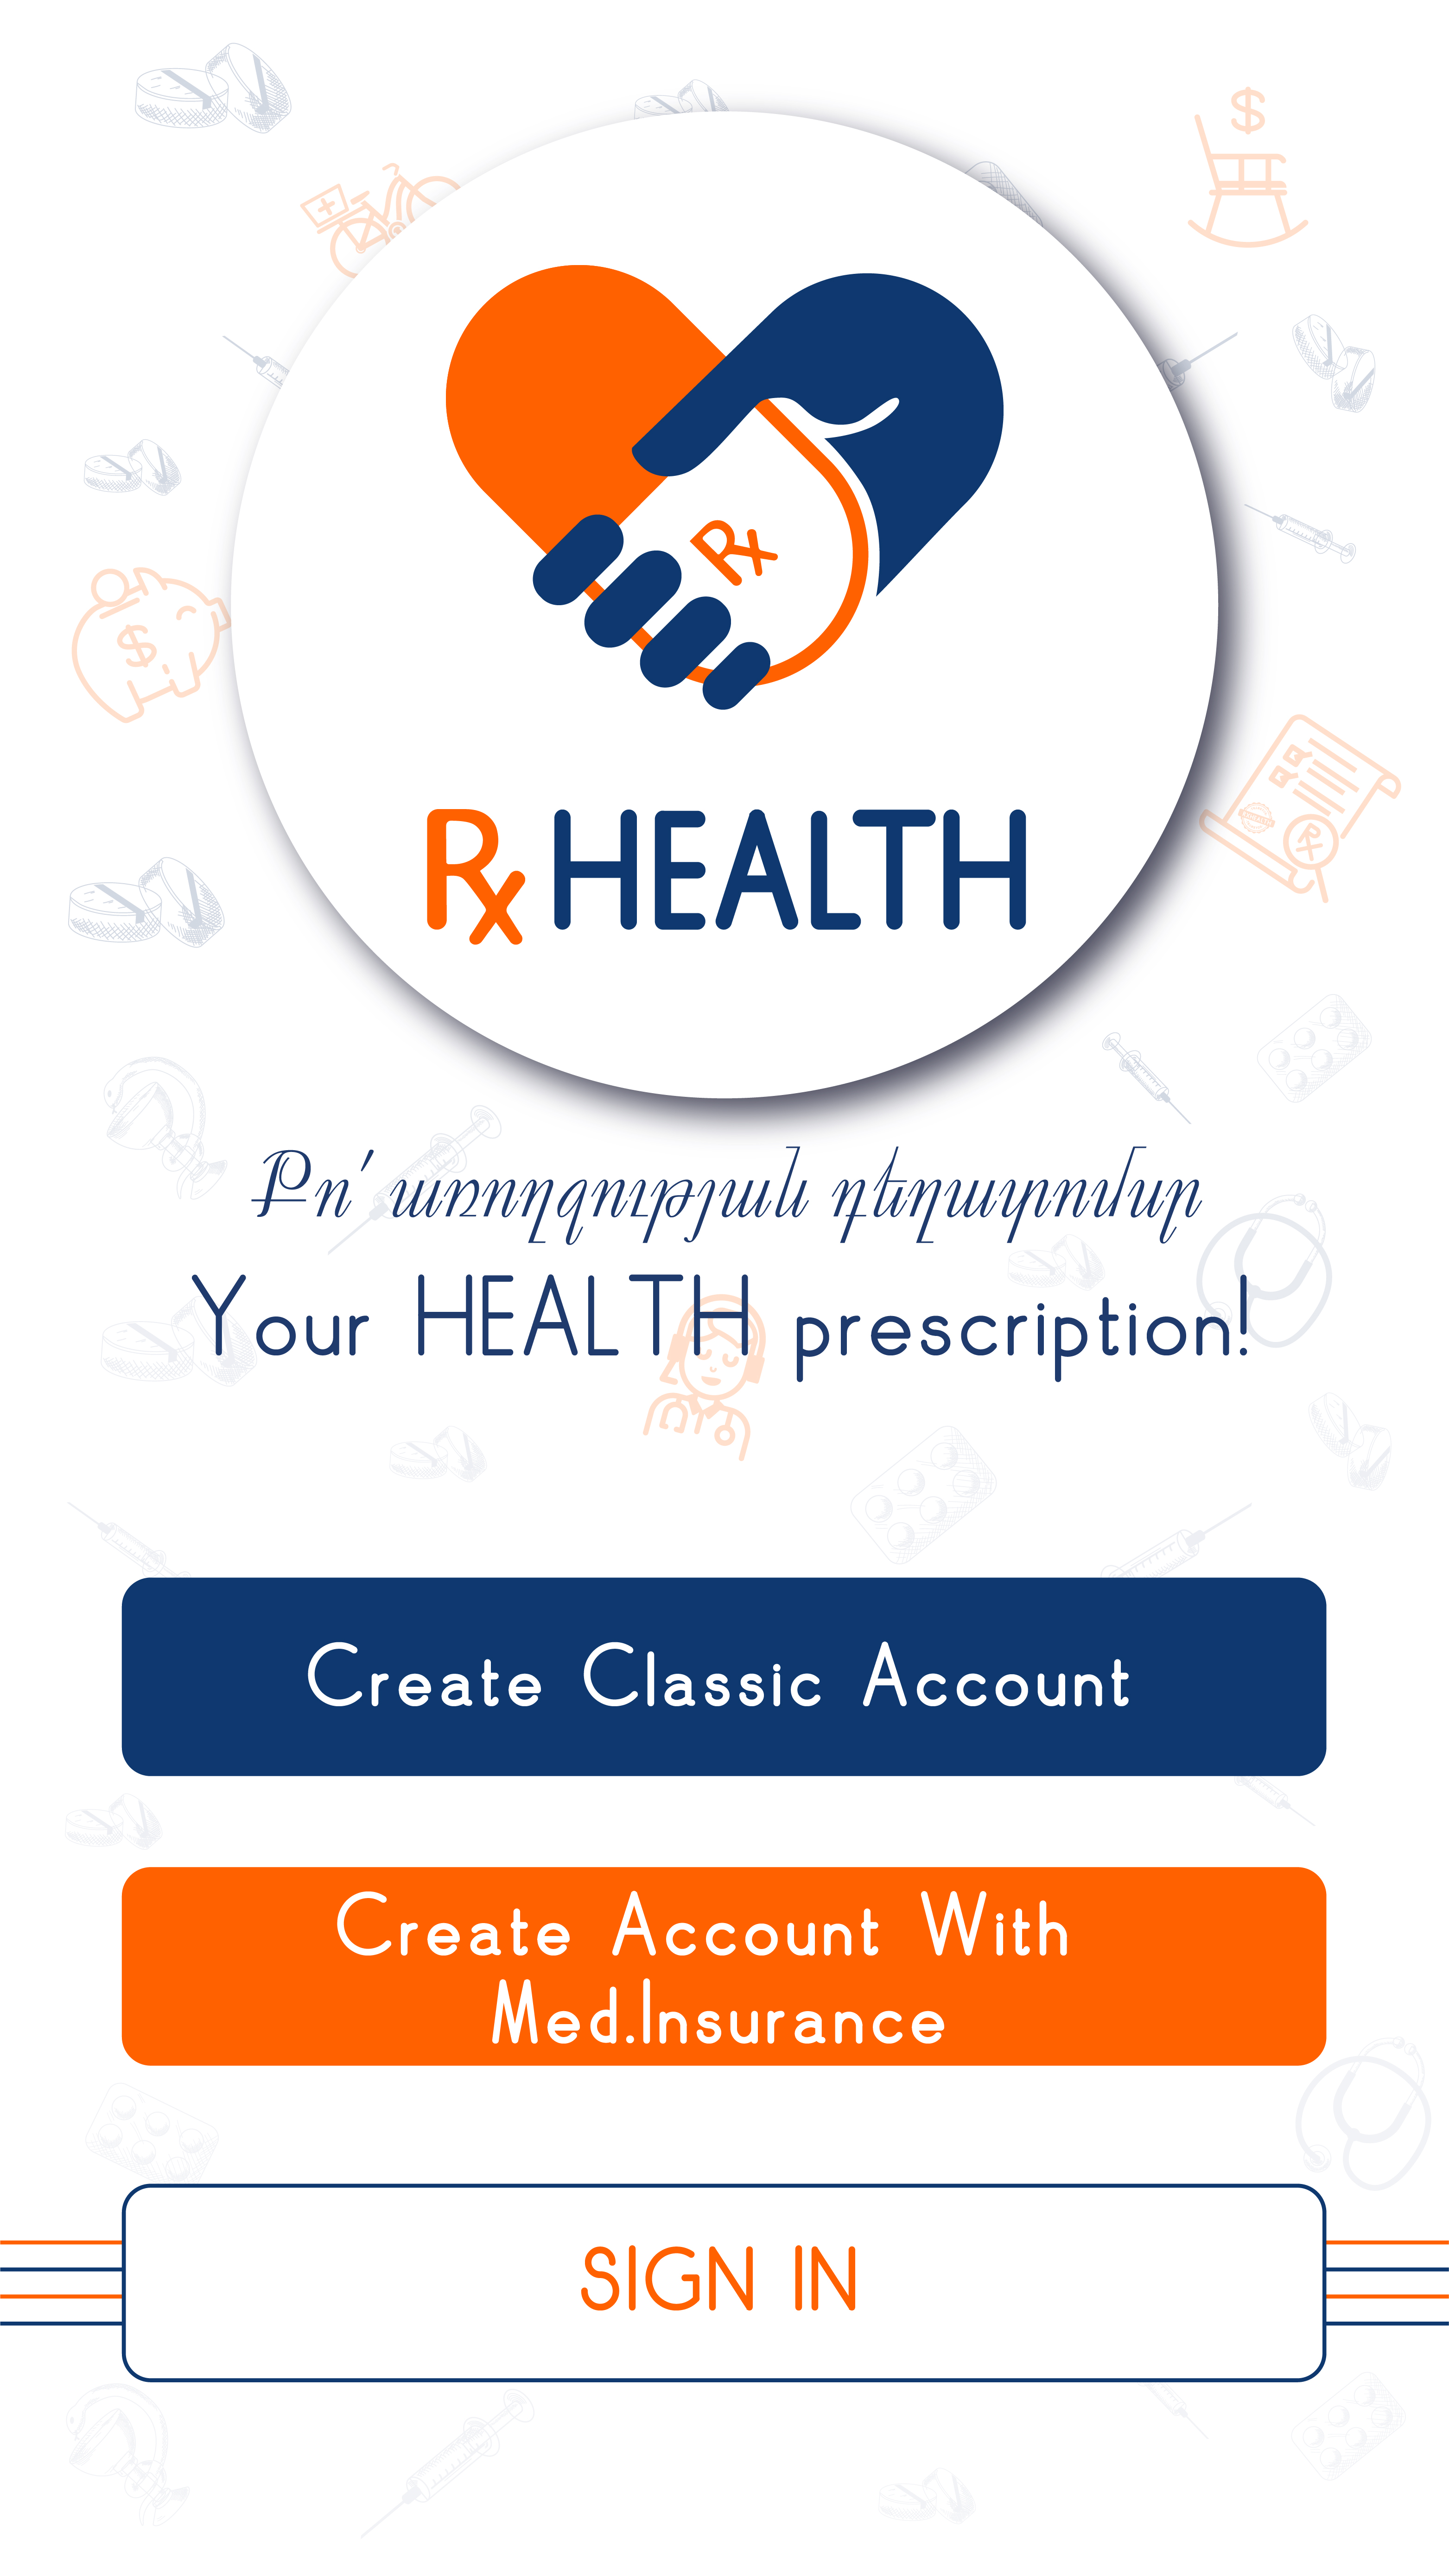 Rx
Rx HEALTH
Քո՛ առողջության դեղատոմսը
Your HEALTH prescription!
Create Classic Account
Create Account With
Med.Insurance
SIGN IN